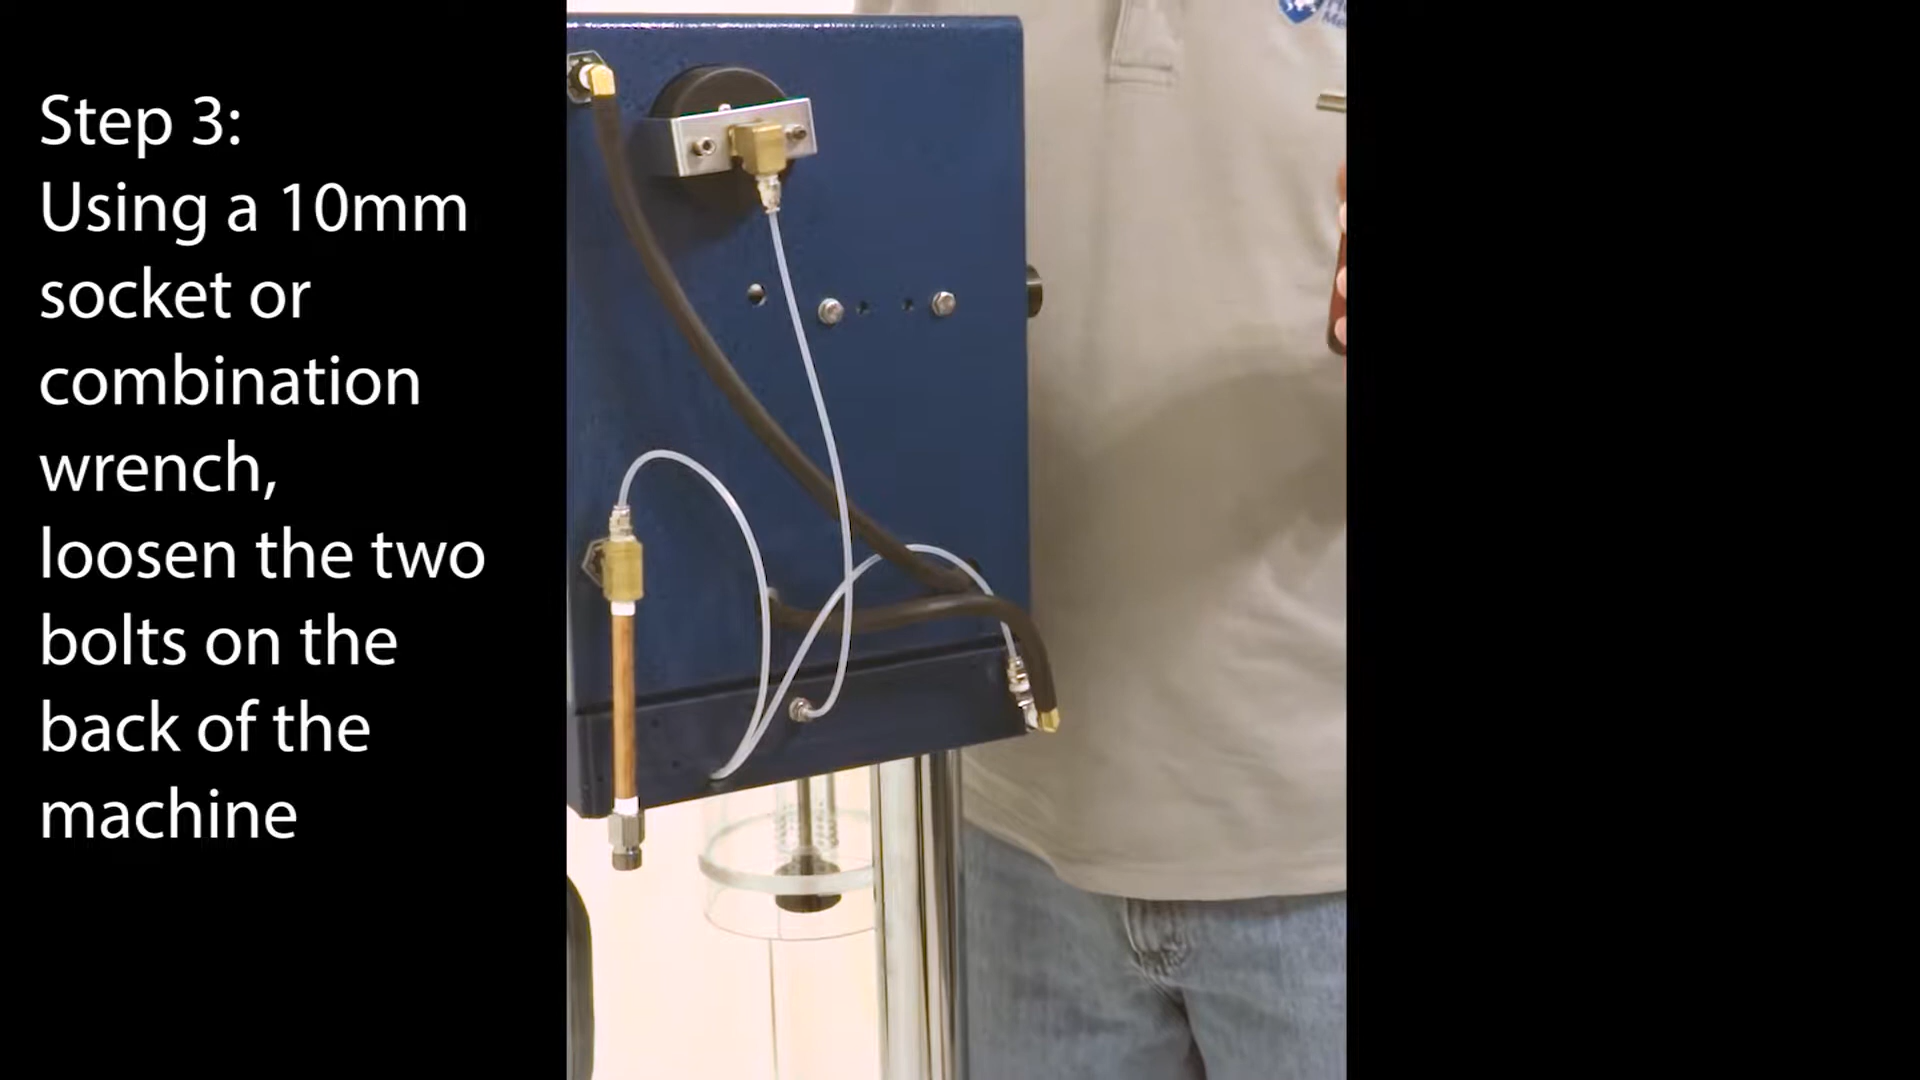 Step 3:
Using a 10mm
socket or
combination
wrench,
loosen the two
bolts on the
back of the
machine